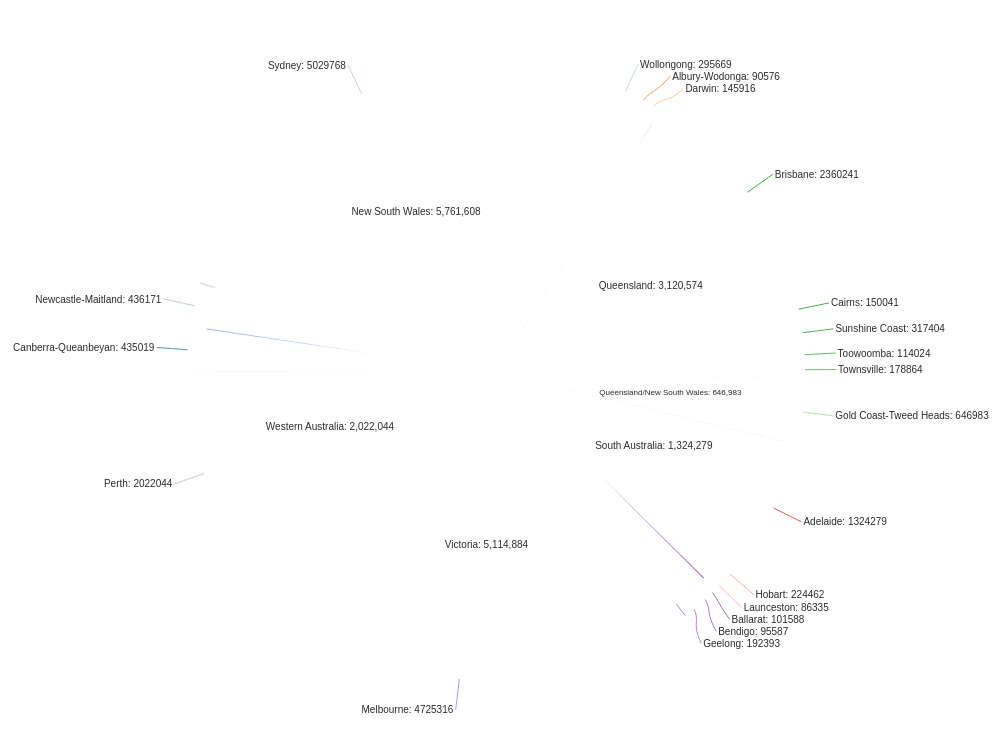 Sydney: 5029768
Wollongong: 295669
Albury-Wodonga: 90576
Darwin: 145916
Brisbane: 2360241
New South Wales: 5,761,608
Queensland: 3,120,574
Newcastle-Maitland: 436171
Cairns: 150041
Sunshine Coast: 317404
Canberra-Queanbeyan: 435019
Toowoomba: 114024
Townsville: 178864
Queensland/New South Wales: 646,983
Gold Coast-Tweed Heads: 646983
Western Australia: 2,022,044
South Australia: 1,324,279
Perth: 2022044
Adelaide: 1324279
Victoria: 5,114,884
Hobart: 224462
Launceston: 86335
Ballarat: 101588
Bendigo: 95587
Geelong: 192393
Melbourne: 4725316